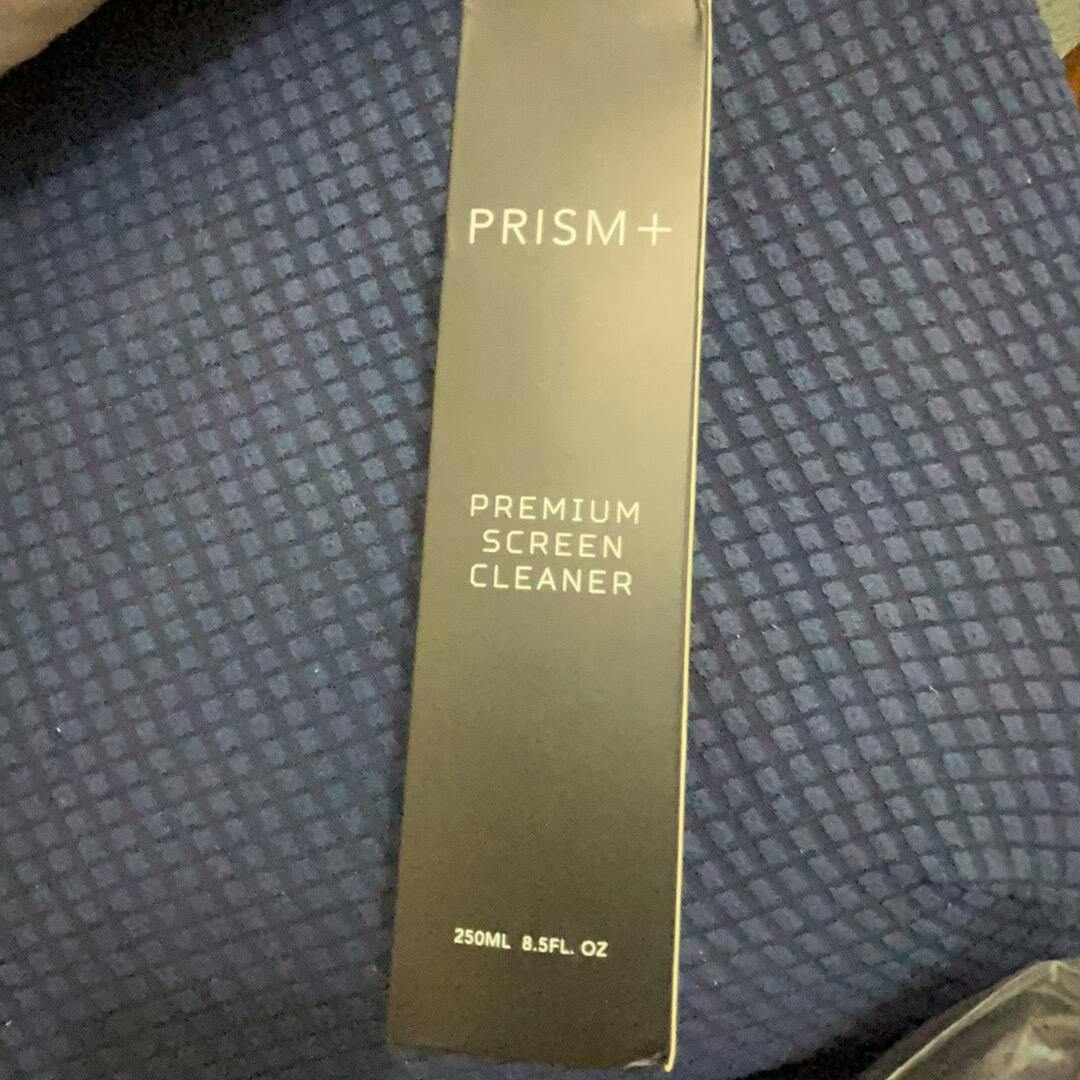 PRISM+
PREMIUM
SCREEN
CLEANER
250ML 8.5FL. OZ